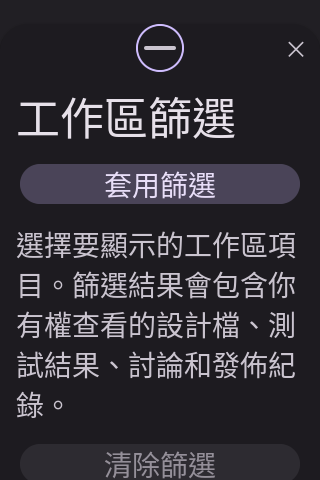 工作區篩選
套用篩選
選擇要顯示的工作區項
目。篩選結果會包含你
有權查看的設計檔、測
試結果、討論和發佈紀
錄。
清除篩選